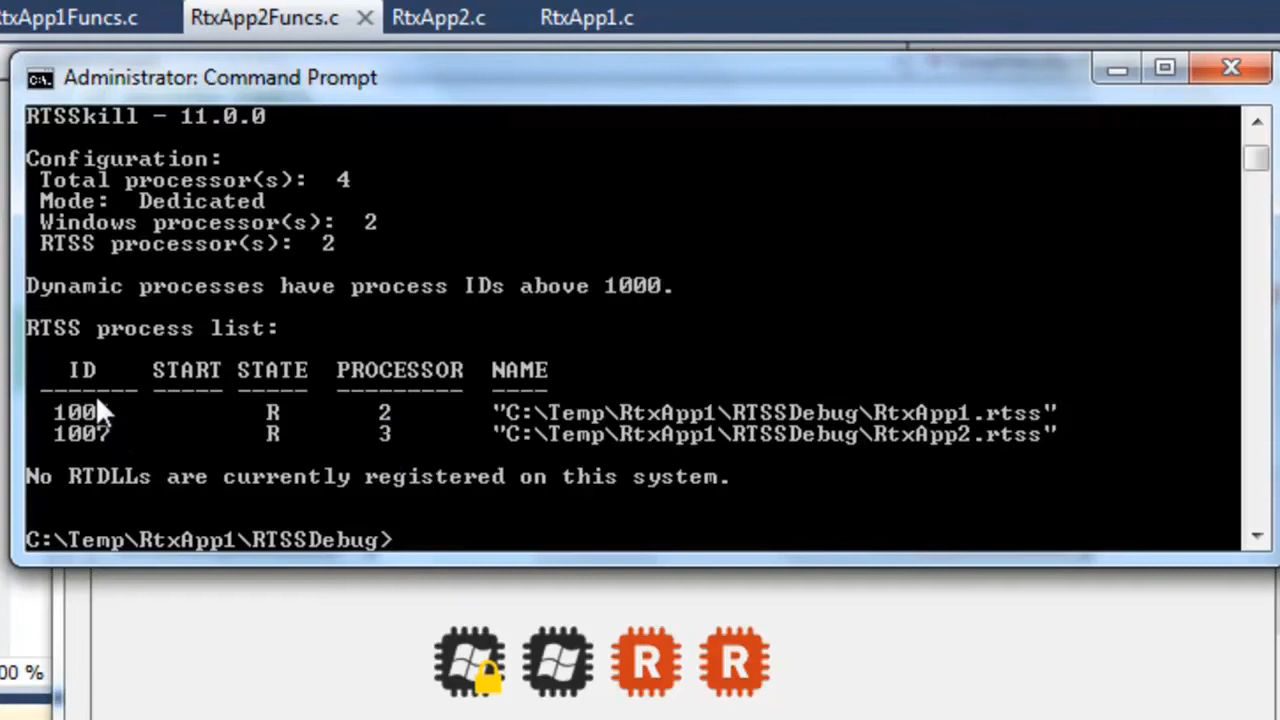 txApp1Funcs.c RtxApp2Funcs.c RtxApp2.c RtxApp1.c
C:\. Administrator: Command Prompt
RTSSkill - 11.0.0
Configuration:
Total processor(s): 4
Mode: Dedicated
Windows processor(s): 2
RTSS processor(s): 2
Dynamic processes have process IDs above 1000.
RTSS process list:
ID START STATE PROCESSOR NAME
------- ----- ----- --------- ----
R 2 "C:\Temp\RtxApp1\RTSSDebug\RtxApp1.rtss"
1007 R 3 "C:\Temp\RtxApp1\RTSSDebug\RtxApp2.rtss"
No RTDLLs are currently registered on this system.
C:\Temp\RtxApp1\RTSSDebug>
R R
00 %